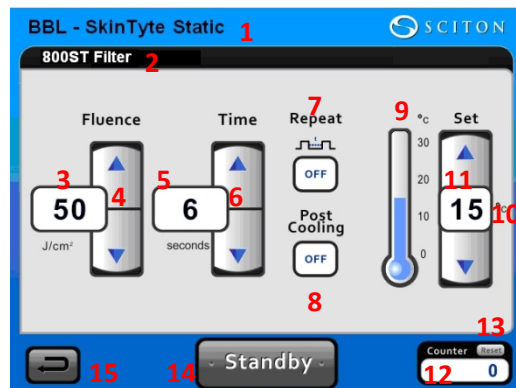 BBL - SkinTyte Static 1 SCITON
800ST Filter 2
7 9
Fluence Time Repeat °c Set
30
3 4 5 6 OFF 20 11
50 6 15 °c 10
Post
Cooling
10
J/cm² seconds OFF 0
8
13
Counter Reset
15 14 - Standby - 12 0